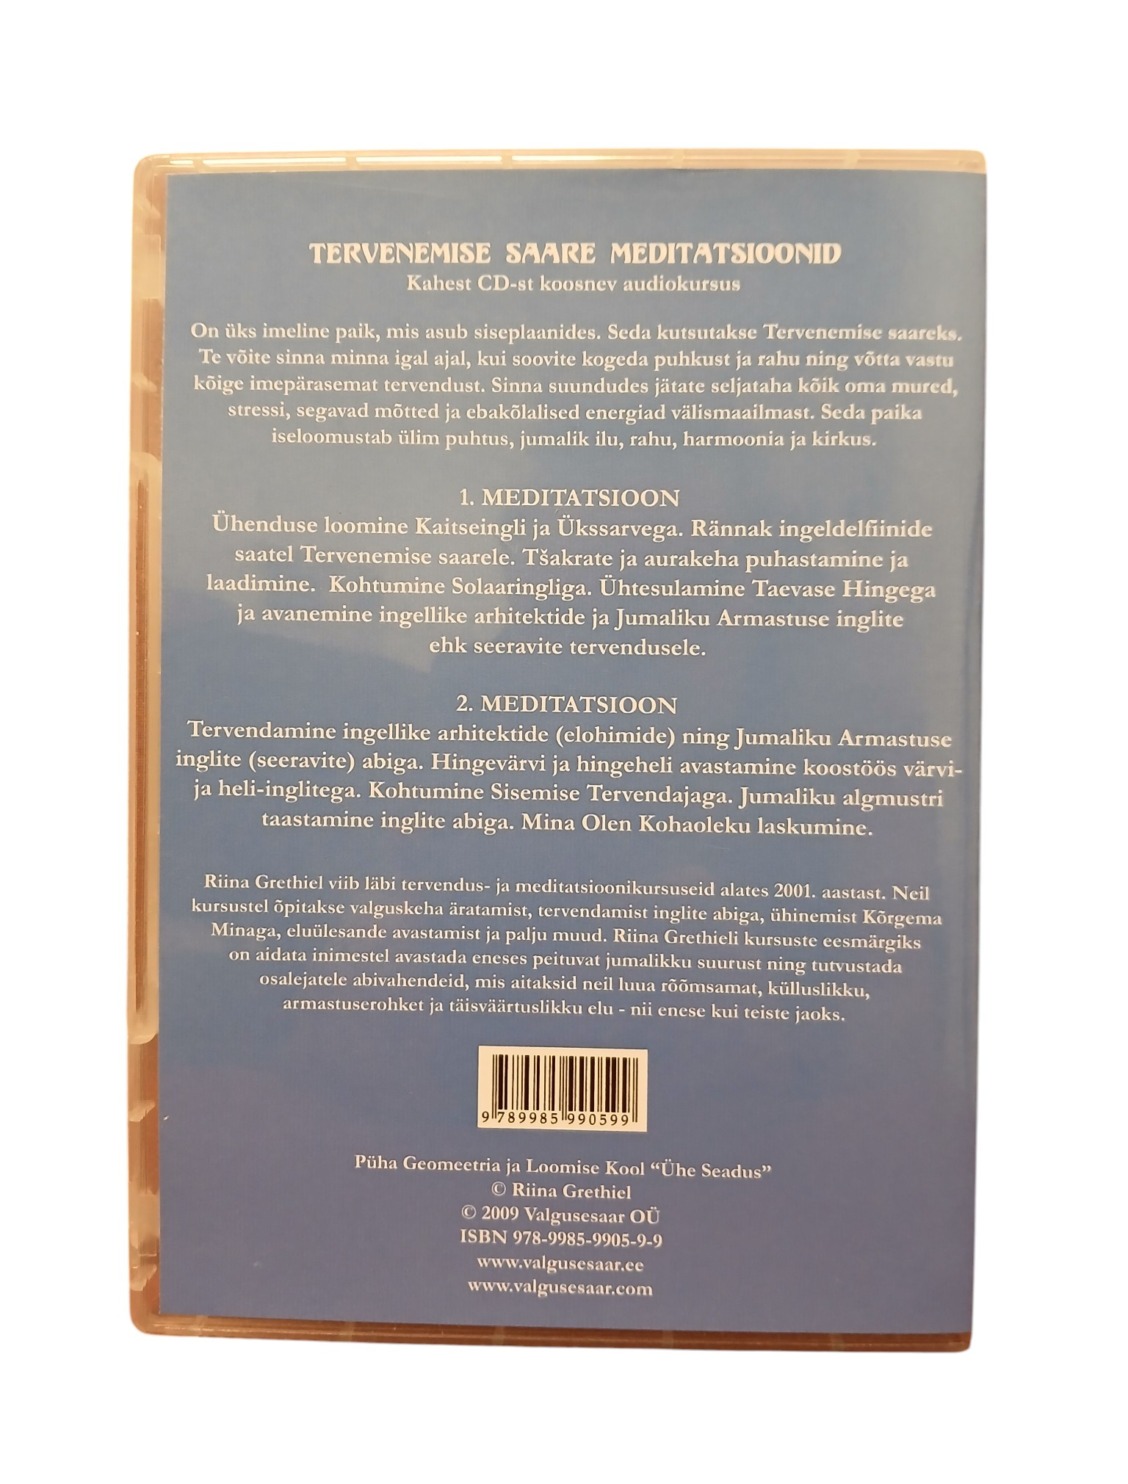 TERVENEMISE SAARE MEDITATSIOONID
Kahest CD-st koosnev audiokursus
On üks imeline paik, mis asub siseplaanides. Seda kutsutakse Tervenemise saareks.
Te võite sinna minna igal ajal, kui soovite kogeda puhkust ja rahu ning võtta vastu
kõige imepärasemat tervendust. Sinna suundudes jätate seljataha kõik oma mured,
stressi, segavad mõtted ja ebakõlalised energiad välismaailmast. Seda paika
iseloomustab ülim puhtus, jumalik ilu, rahu, harmoonia ja kirkus.
1. MEDITATSIOON
Ühenduse loomine Kaitseingli ja Ükssarvega. Rännak ingeldelfiinide
saatel Tervenemise saarele. Tšakrate ja aurakeha puhastamine ja
laadimine. Kohtumine Solaaringliga. Ühtesulamine Taevase Hingega
ja avanemine ingellike arhitektide ja Jumaliku Armastuse inglite
ehk seeravite tervendusele.
2. MEDITATSIOON
Tervendamine ingellike arhitektide (elohimide) ning Jumaliku Armastuse
inglite (seeravite) abiga. Hingevärvi ja hingeheli avastamine koostöös värvi-
ja heli-inglitega. Kohtumine Sisemise Tervendajaga. Jumaliku algmustri
taastamine inglite abiga. Mina Olen Kohaoleku laskumine.
Riina Grethiel viib läbi tervendus- ja meditatsioonikursuseid alates 2001. aastast. Neil
kursustel õpitakse valguskeha äratamist, tervendamist inglite abiga, ühinemist Kõrgema
Minaga, eluülesande avastamist ja palju muud. Riina Grethieli kursuste eesmärgiks
on aidata inimestel avastada eneses peituvat jumalikku suurust ning tutvustada
osalejatele abivahendeid, mis aitaksid neil luua rõõmsamat, külluslikku,
armastuserohket ja täisväärtuslikku elu - nii enese kui teiste jaoks.
9 789985 990599
Püha Geomeetria ja Loomise Kool “Ühe Seadus”
© Riina Grethiel
© 2009 Valgusesaar OÜ
ISBN 978-9985-9905-9-9
www.valgusesaar.ee
www.valgusesaar.com